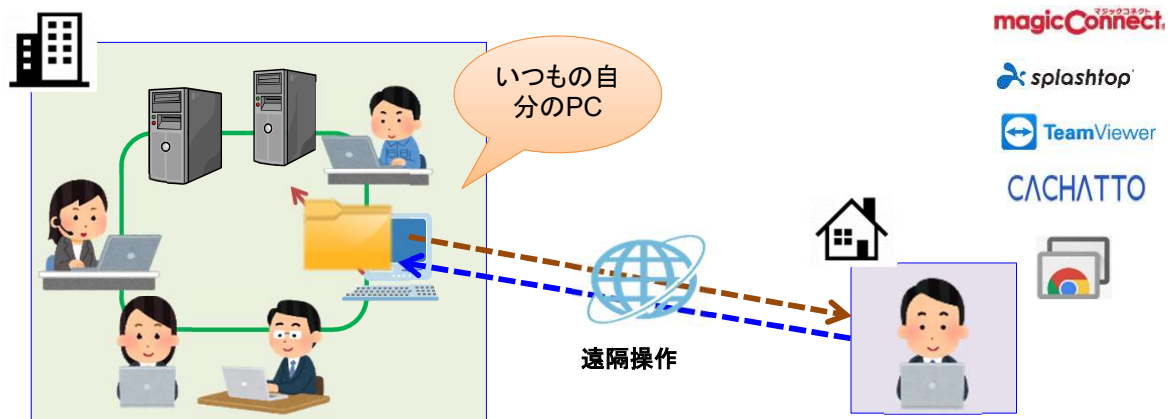 いつもの自
分のPC
遠隔操作
マジックコネクト
magicConnect
splashtop
TeamViewer
CACHATTO